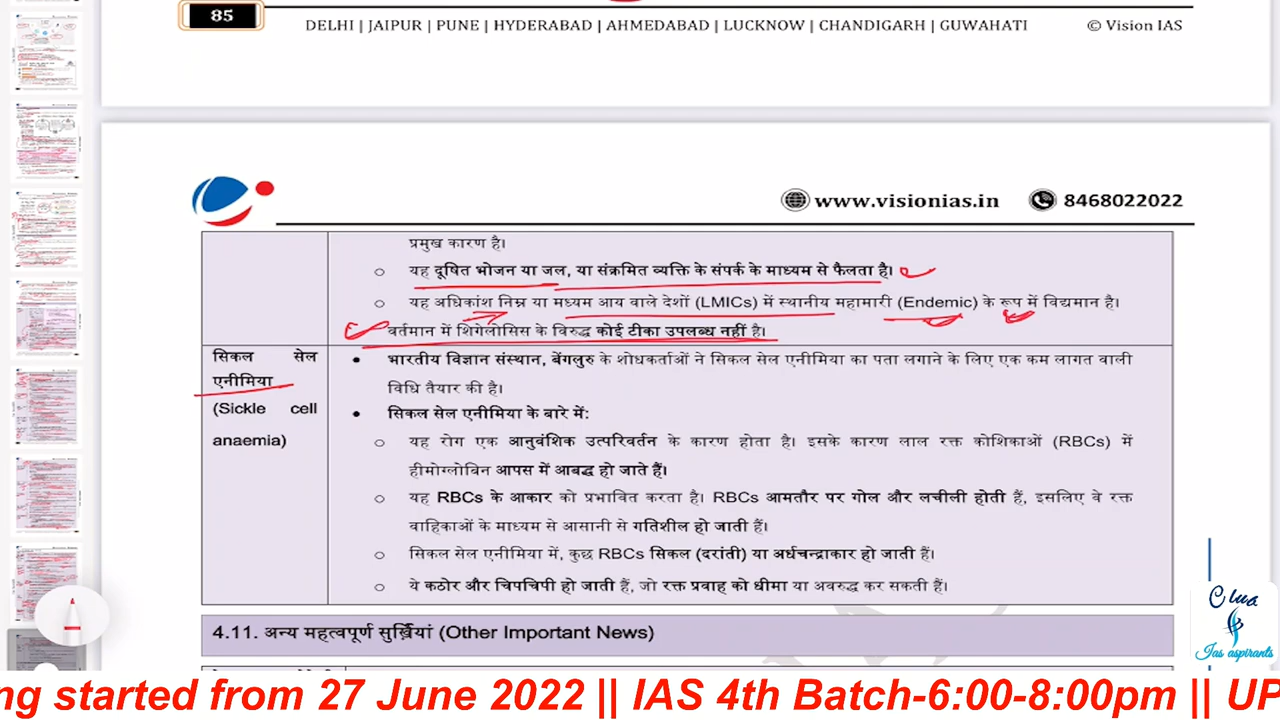 85
DELHI | JAIPUR | PUNE | HYDERABAD | AHMEDABAD | LUCKNOW | CHANDIGARH | GUWAHATI © Vision IAS
www.visionias.in 8468022022
प्रमुख कारण है।
○ यह दूषित भोजन या जल, या संक्रमित व्यक्ति के संपर्क के माध्यम से फैलता है।
○ यह अधिकतर निम्न या मध्यम आय वाले देशों (LMICs) में स्थानीय महामारी (Endemic) के रूप में विद्यमान है।
वर्तमान में शिगेलोसिस के विरुद्ध कोई टीका उपलब्ध नहीं है।
सिकल सेल
एनीमिया
(Sickle cell
anaemia)
• भारतीय विज्ञान संस्थान, बेंगलुरु के शोधकर्ताओं ने सिकल सेल एनीमिया का पता लगाने के लिए एक कम लागत वाली
विधि तैयार की है।
• सिकल सेल एनीमिया के बारे में:
○ यह रोग एक आनुवंशिक उत्परिवर्तन के कारण होता है। इसके कारण लाल रक्त कोशिकाओं (RBCs) में
हीमोग्लोबिन आपस में आबद्ध हो जाते हैं।
○ यह RBCs के आकार को प्रभावित करता है। RBCs आमतौर पर गोल और लचीली होती हैं, इसलिए वे रक्त
वाहिकाओं के माध्यम से आसानी से गतिशील हो जाती हैं।
○ सिकल सेल एनीमिया में, कुछ RBCs सिकल (दराती) या अर्धचन्द्राकार हो जाती हैं।
○ ये कठोर और चिपचिपी हो जाती हैं, जो रक्त प्रवाह को धीमा या अवरुद्ध कर सकती हैं।
4.11. अन्य महत्वपूर्ण सुर्ख़ियां (Other Important News)
Ias aspirants
ng started from 27 June 2022 || IAS 4th Batch-6:00-8:00pm || UP